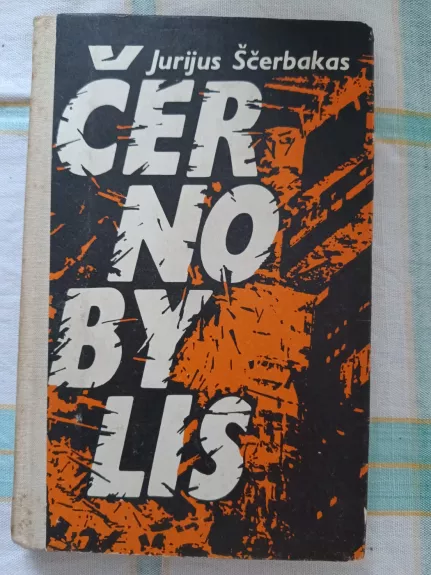 Jurijus Ščerbakas
ČER
NO
BY
LIS